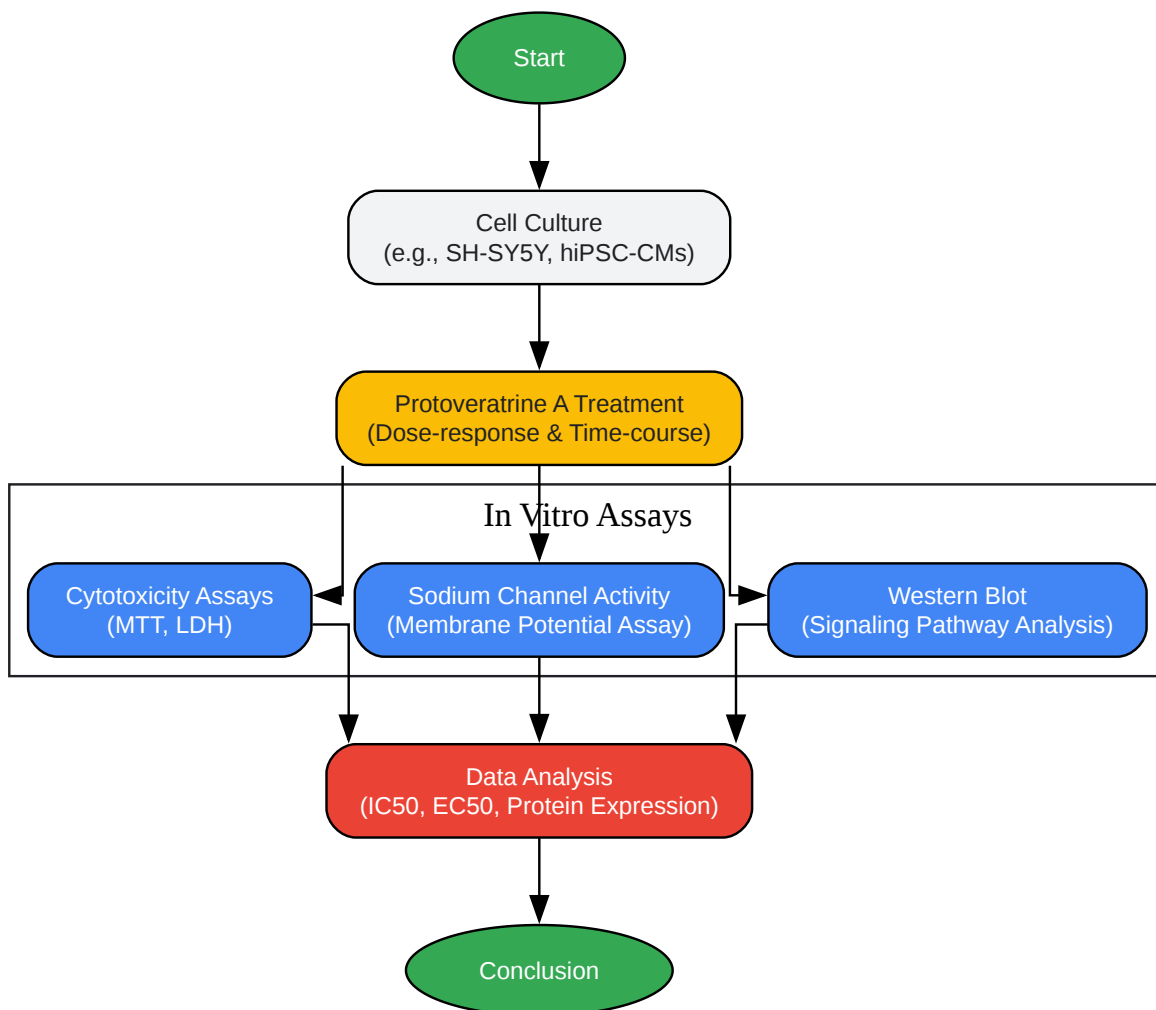 Start
Cell Culture
(e.g., SH-SY5Y, hiPSC-CMs)
Protoveratrine A Treatment
(Dose-response & Time-course)
In Vitro Assays
Cytotoxicity Assays
(MTT, LDH)
Sodium Channel Activity
(Membrane Potential Assay)
Western Blot
(Signaling Pathway Analysis)
Data Analysis
(IC50, EC50, Protein Expression)
Conclusion